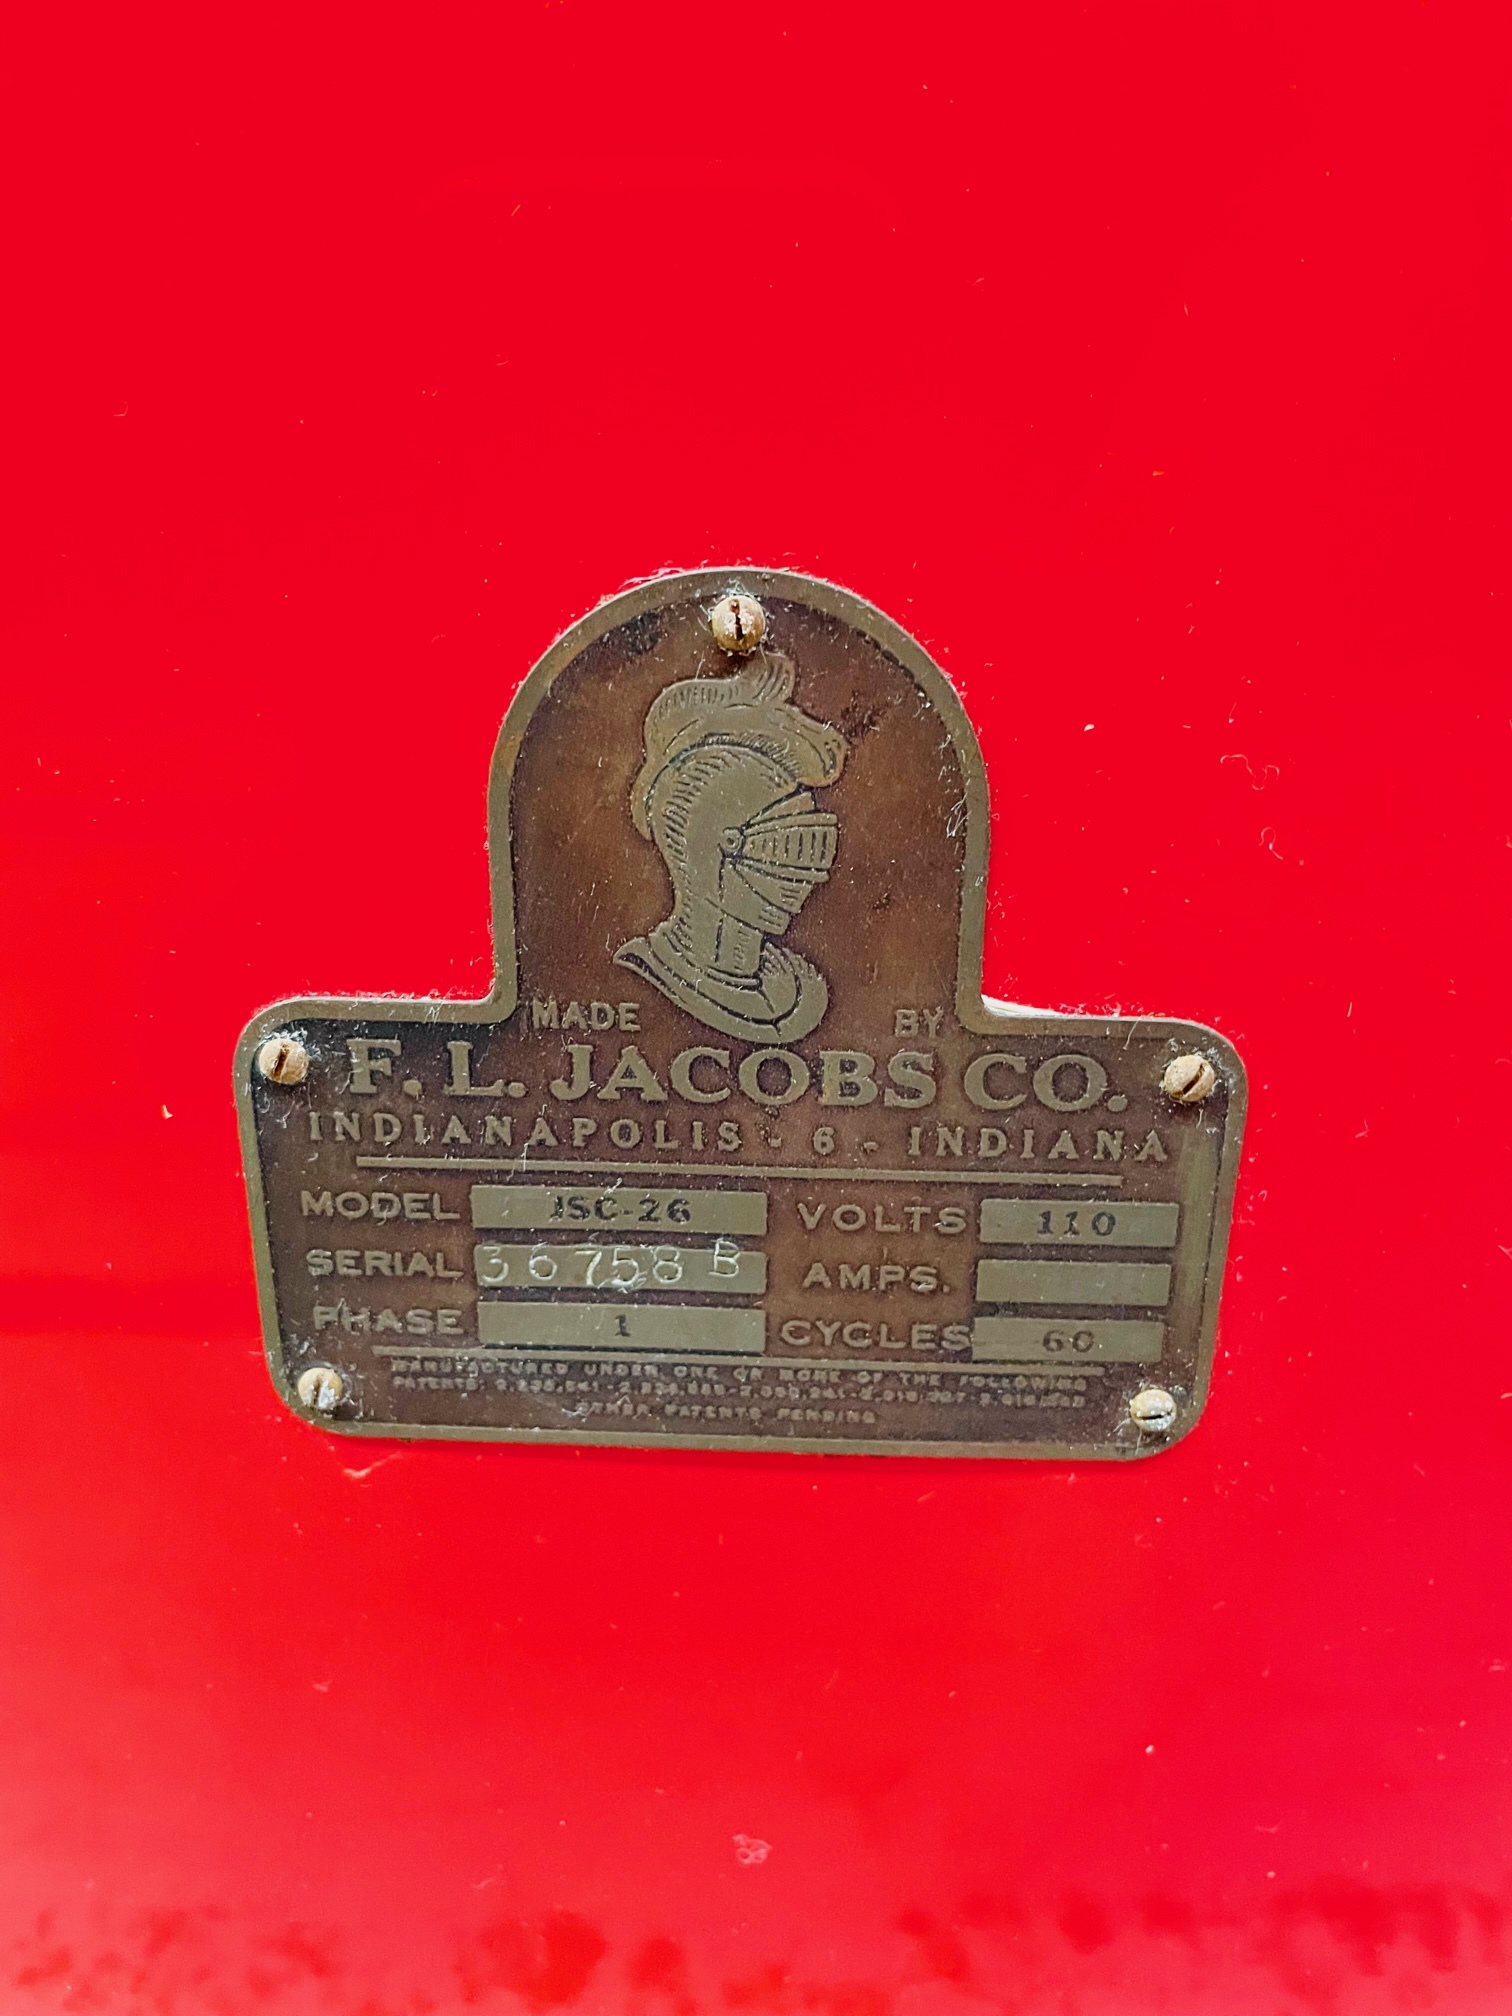 MADE BY
F. L. JACOBS CO.
INDIANAPOLIS - 6 - INDIANA
MODEL JSC-26 VOLTS 110
SERIAL 36758 B AMPS.
PHASE 1 CYCLES 60
MANUFACTURED UNDER ONE OR MORE OF THE FOLLOWING
PATENTS
OTHER PATENTS PENDING